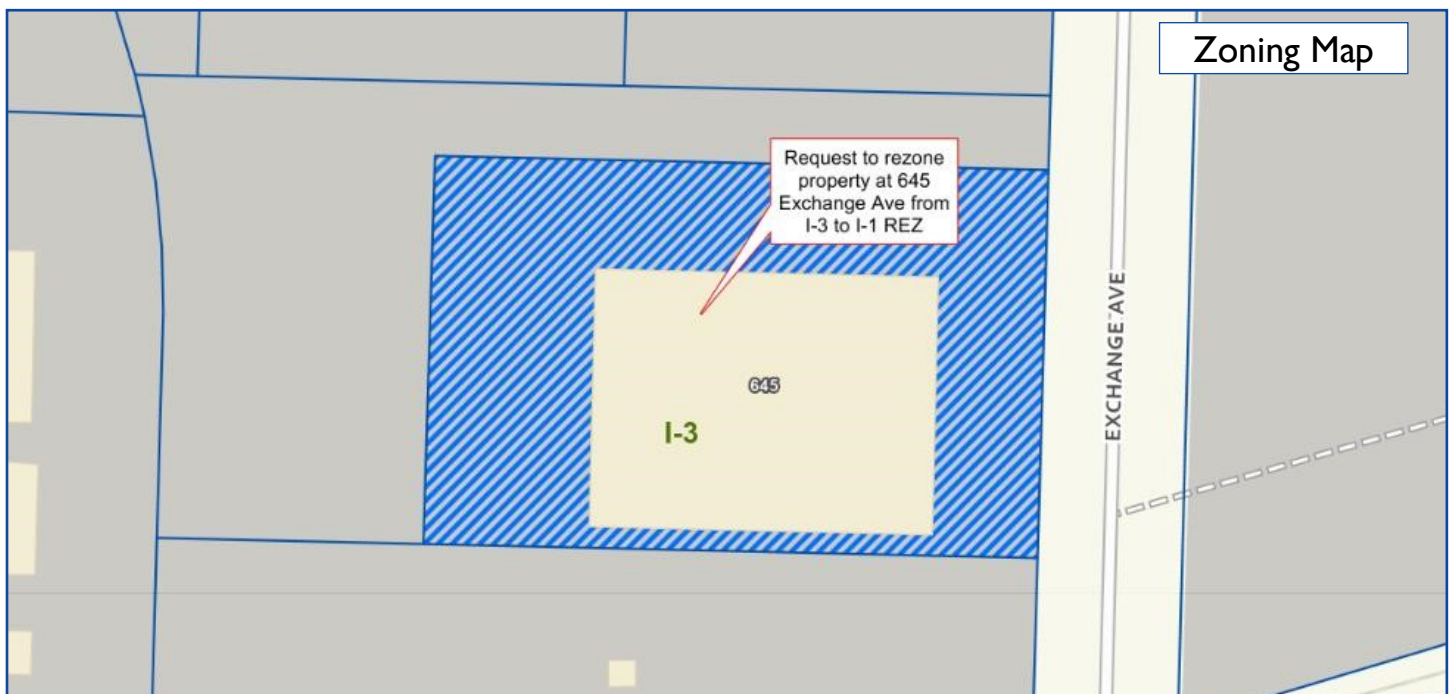 Zoning Map
Request to rezone
property at 645
Exchange Ave from
I-3 to I-1 REZ
645
I-3
EXCHANGE AVE